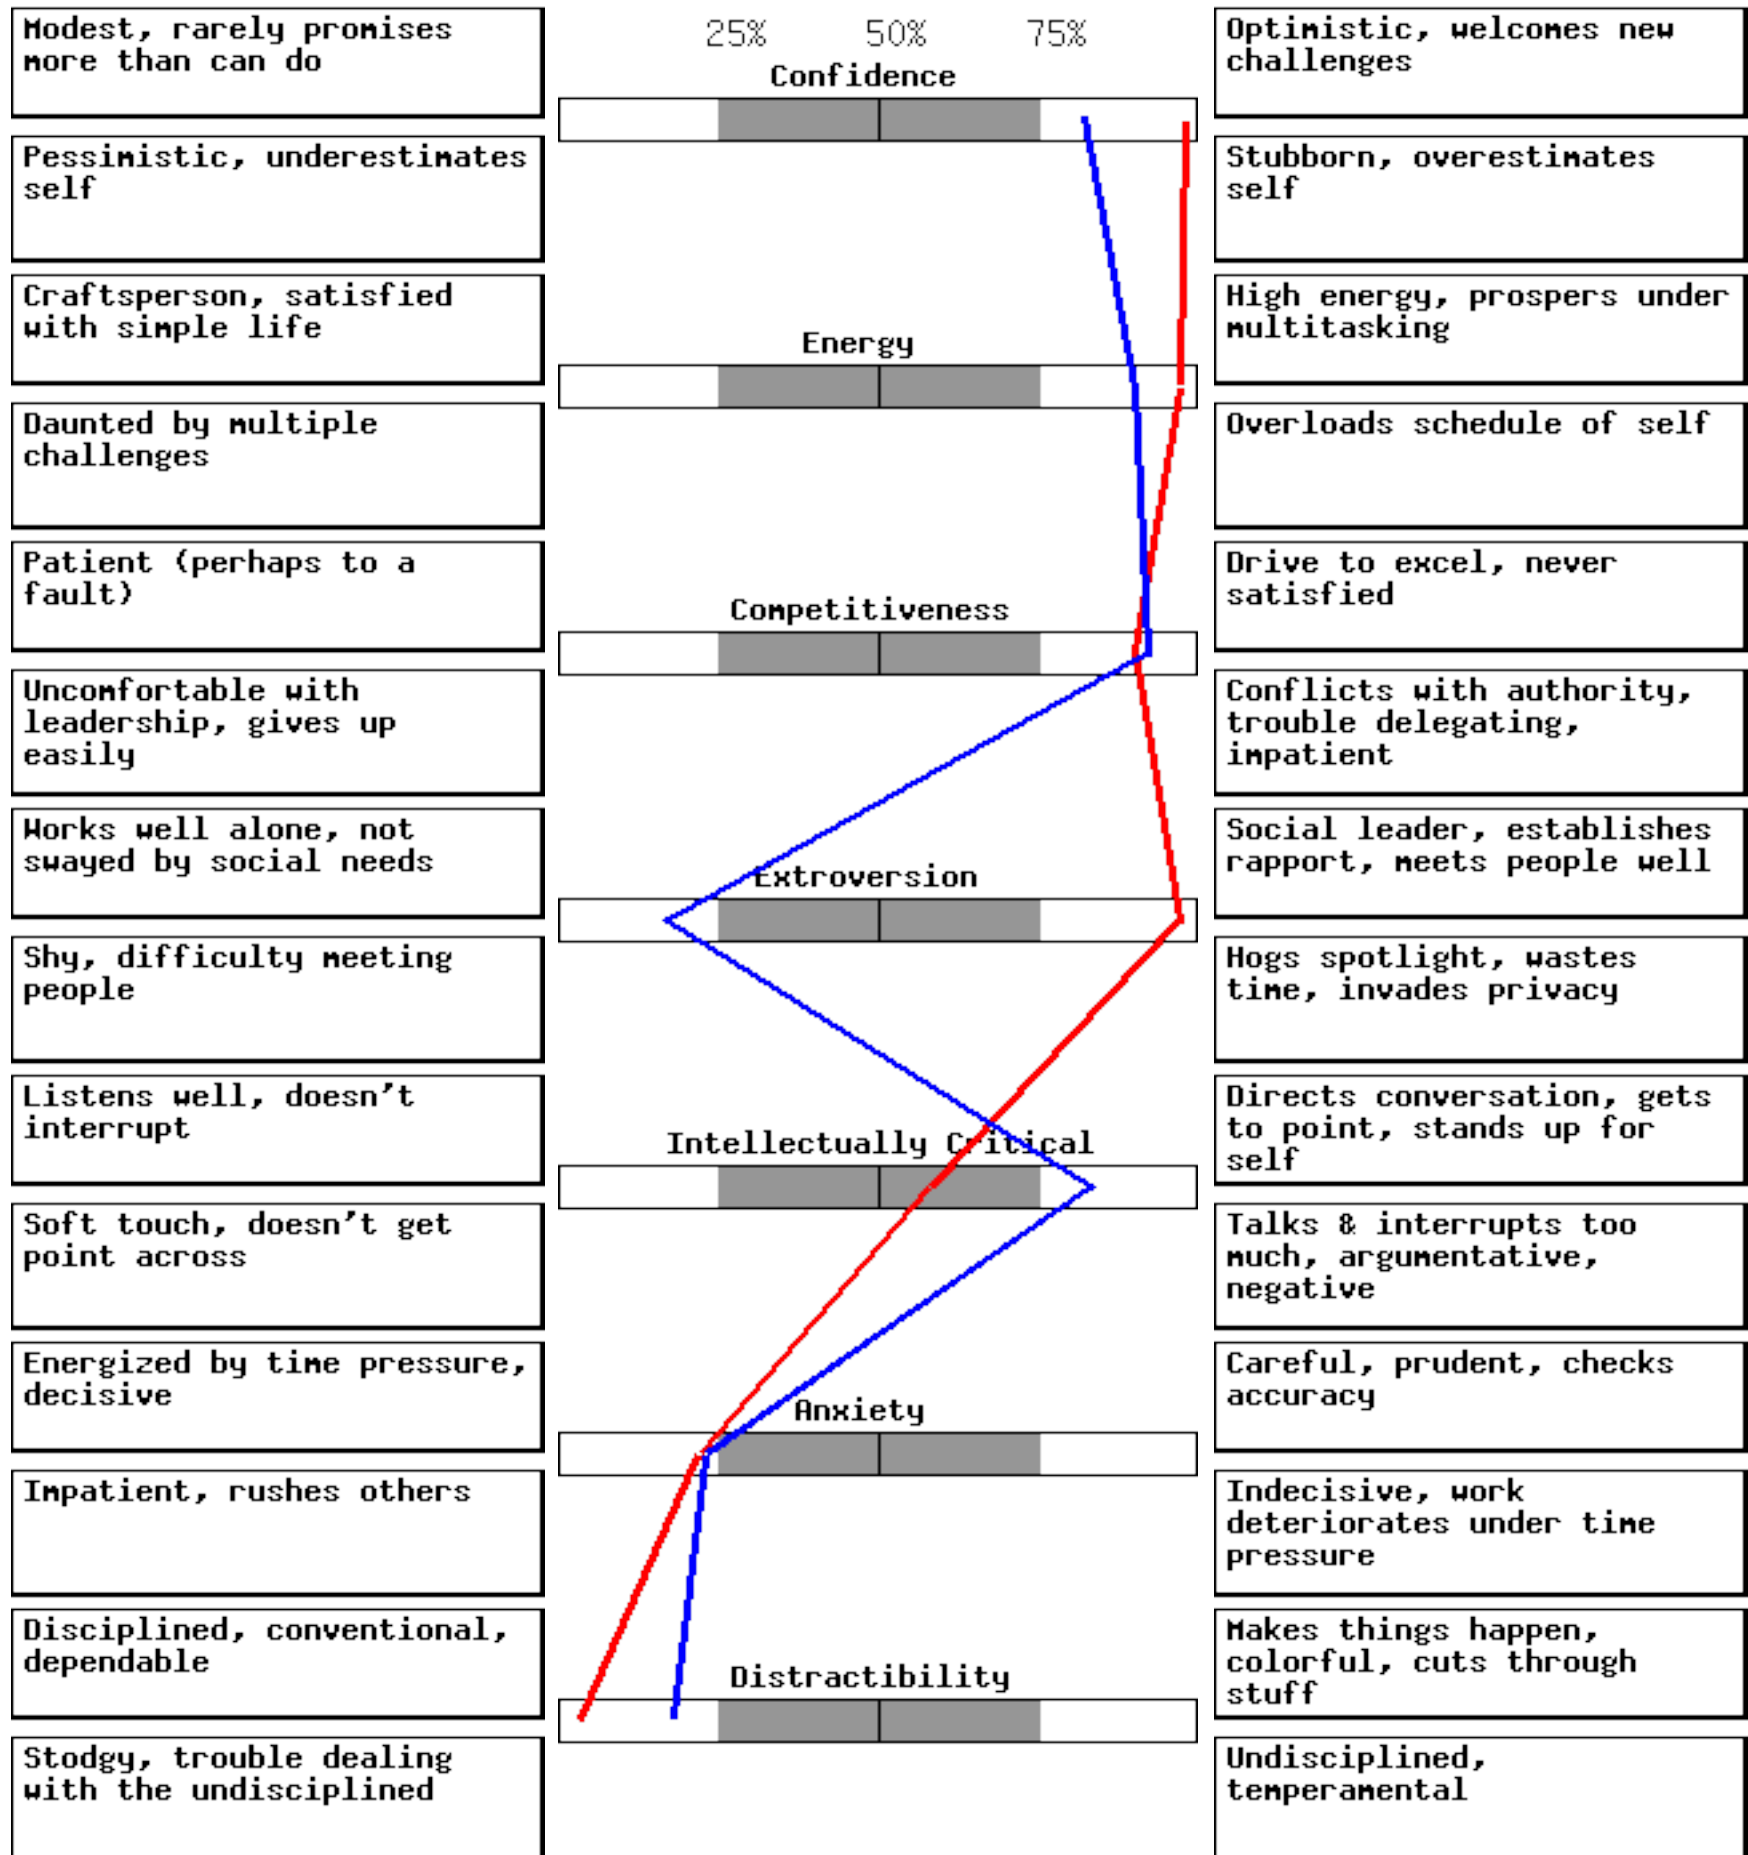 Modest, rarely promises
more than can do
Pessimistic, underestimates
self
Craftsperson, satisfied
with simple life
Daunted by multiple
challenges
Patient (perhaps to a
fault)
Uncomfortable with
leadership, gives up
easily
Works well alone, not
swayed by social needs
Shy, difficulty meeting
people
Listens well, doesn't
interrupt
Soft touch, doesn't get
point across
Energized by time pressure,
decisive
Impatient, rushes others
Disciplined, conventional,
dependable
Stodgy, trouble dealing
with the undisciplined
25% 50% 75%
Confidence
Energy
Competitiveness
Extroversion
Intellectually Critical
Anxiety
Distractibility
Optimistic, welcomes new
challenges
Stubborn, overestimates
self
High energy, prospers under
multitasking
Overloads schedule of self
Drive to excel, never
satisfied
Conflicts with authority,
trouble delegating,
impatient
Social leader, establishes
rapport, meets people well
Hogs spotlight, wastes
time, invades privacy
Directs conversation, gets
to point, stands up for
self
Talks & interrupts too
much, argumentative,
negative
Careful, prudent, checks
accuracy
Indecisive, work
deteriorates under time
pressure
Makes things happen,
colorful, cuts through
stuff
Undisciplined,
temperamental